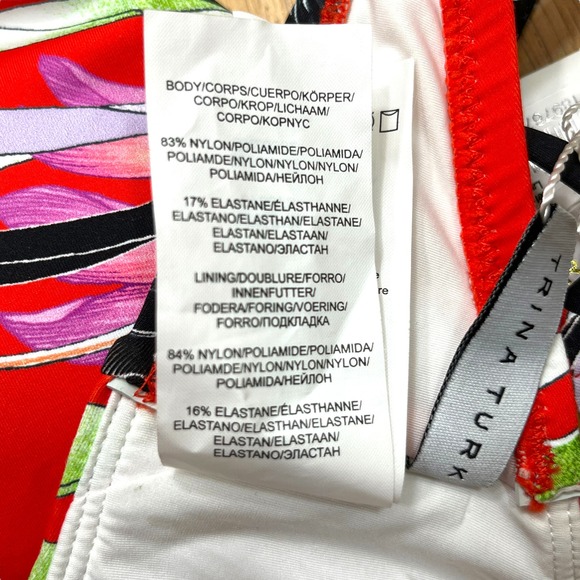 BODY/CORPS/CUERPO/KÖRPER/
CORPO/KROP/LICHAAM/
CORPO/КОРПУС
83% NYLON/POLIAMIDE/POLIAMIDA/
POLIAMDE/NYLON/NYLON/NYLON/
POLIAMIDA/НЕЙЛОН
17% ELASTANE/ÉLASTHANNE/
ELASTANO/ELASTHAN/ELASTANE/
ELASTAN/ELASTAAN/
ELASTANO/ЭЛАСТАН
LINING/DOUBLURE/FORRO/
INNENFUTTER/
FODERA/FORING/VOERING/
FORRO/ПОДКЛАДКА
84% NYLON/POLIAMIDE/POLIAMIDA/
POLIAMDE/NYLON/NYLON/NYLON/
POLIAMIDA/НЕЙЛОН
16% ELASTANE/ÉLASTHANNE/
ELASTANO/ELASTHAN/ELASTANE/
ELASTAN/ELASTAAN/
ELASTANO/ЭЛАСТАН
TRINATURK